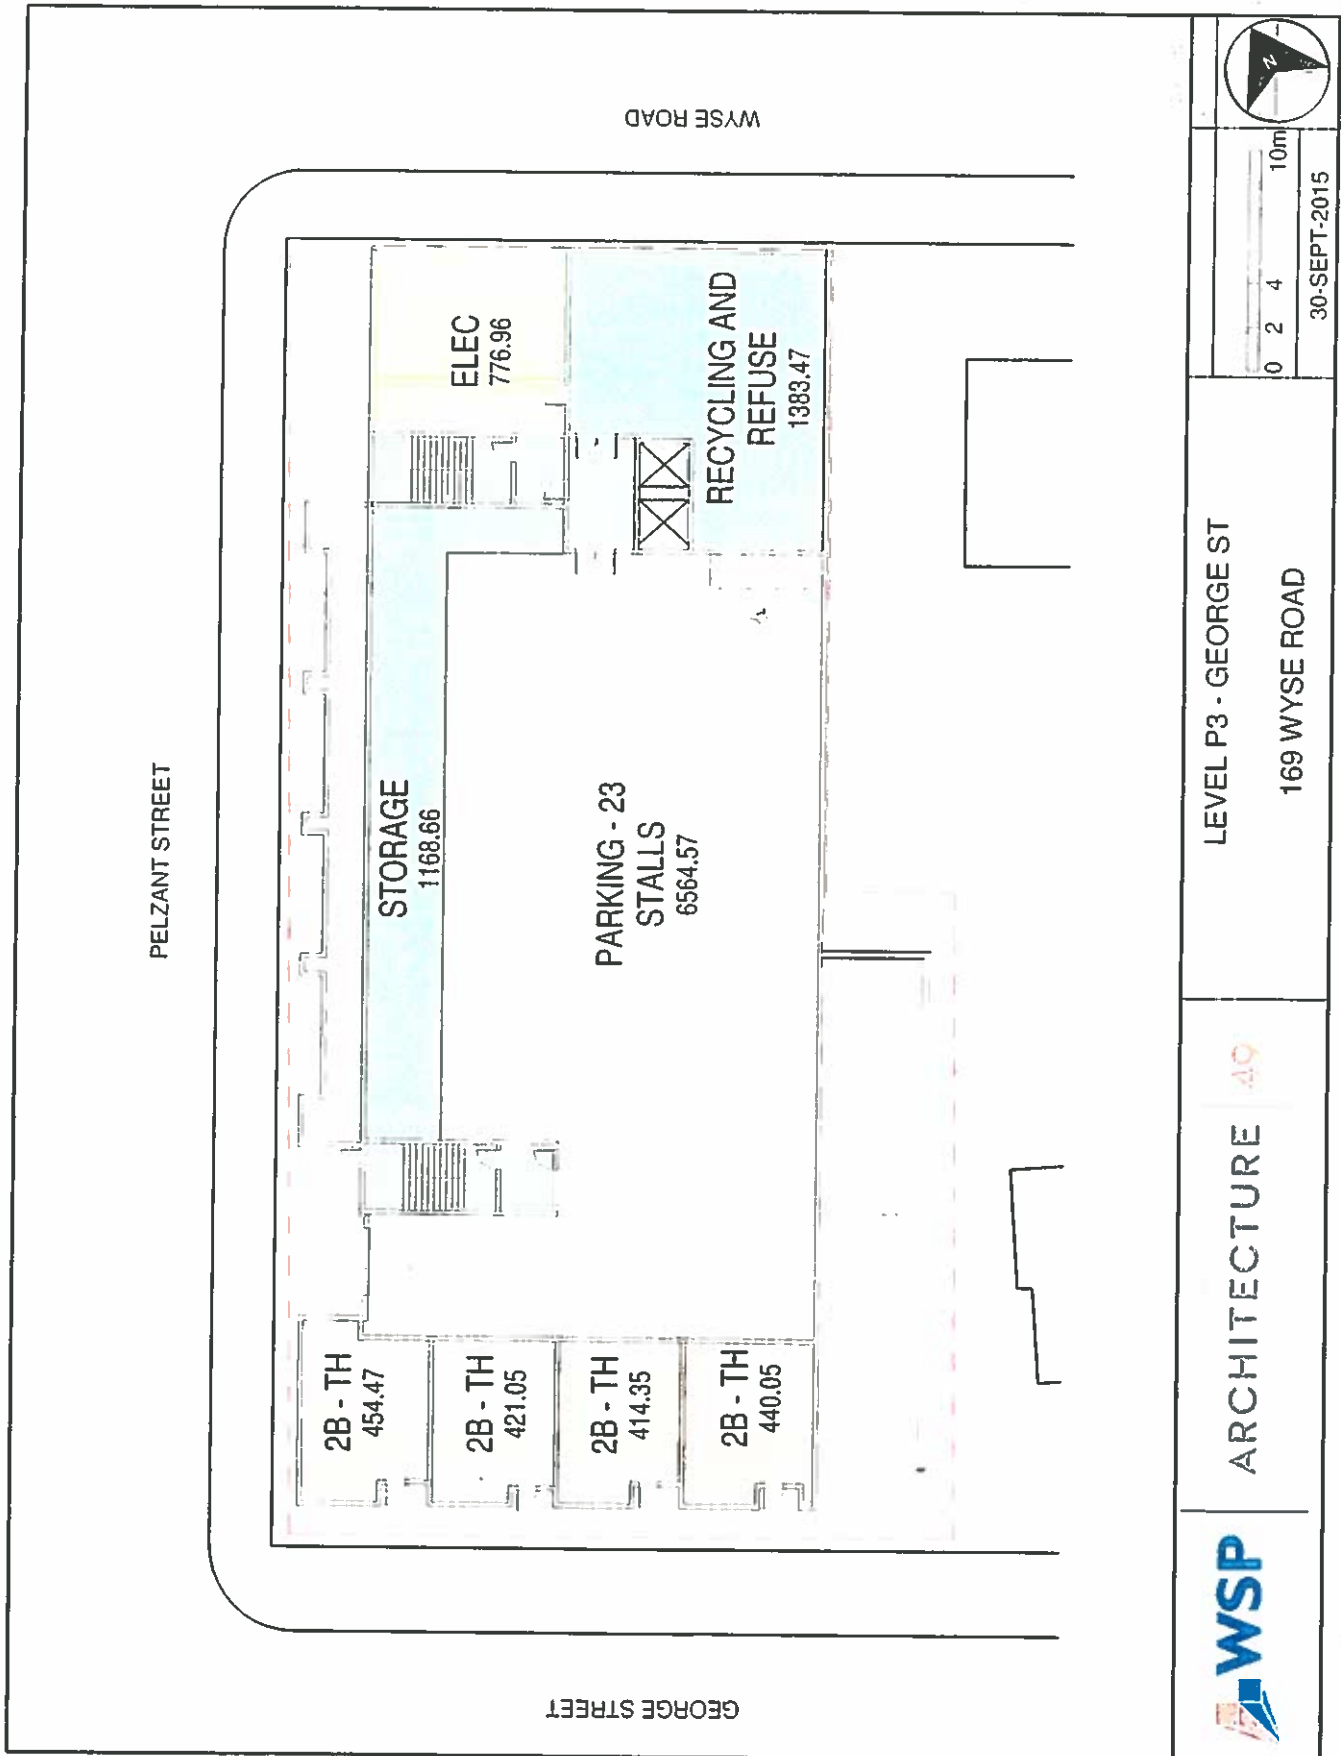 PELZANT STREET
WYSE ROAD
GEORGE STREET
2B - TH
454.47
2B - TH
421.05
2B - TH
414.35
2B - TH
440.05
STORAGE
1168.66
PARKING - 23
STALLS
6564.57
ELEC
776.96
RECYCLING AND
REFUSE
1383.47
WSP
ARCHITECTURE 49
LEVEL P3 - GEORGE ST
169 WYSE ROAD
0 2 4 10m
30-SEPT-2015
N